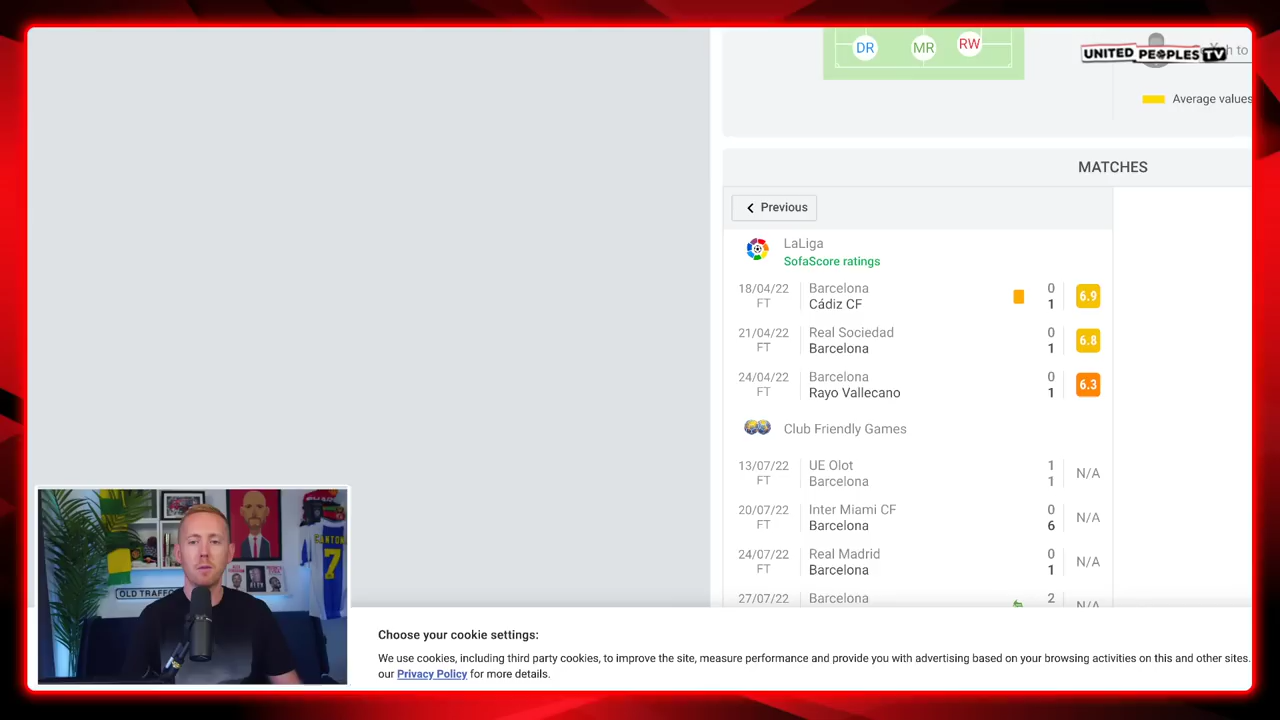 DR
MR
RW
UNITED PEOPLES TV
to
Average values
MATCHES
Previous
LaLiga
SofaScore ratings
18/04/22 Barcelona 0
FT Cádiz CF 1
6.9
21/04/22 Real Sociedad 0
FT Barcelona 1
6.8
24/04/22 Barcelona 0
FT Rayo Vallecano 1
6.3
Club Friendly Games
13/07/22 UE Olot 1
FT Barcelona 1
N/A
20/07/22 Inter Miami CF 0
FT Barcelona 6
N/A
24/07/22 Real Madrid 0
FT Barcelona 1
N/A
27/07/22 Barcelona 2
N/A
OLD TRAFFO
7
Choose your cookie settings:
We use cookies, including third party cookies, to improve the site, measure performance and provide you with advertising based on your browsing activities on this and other sites.
our Privacy Policy for more details.